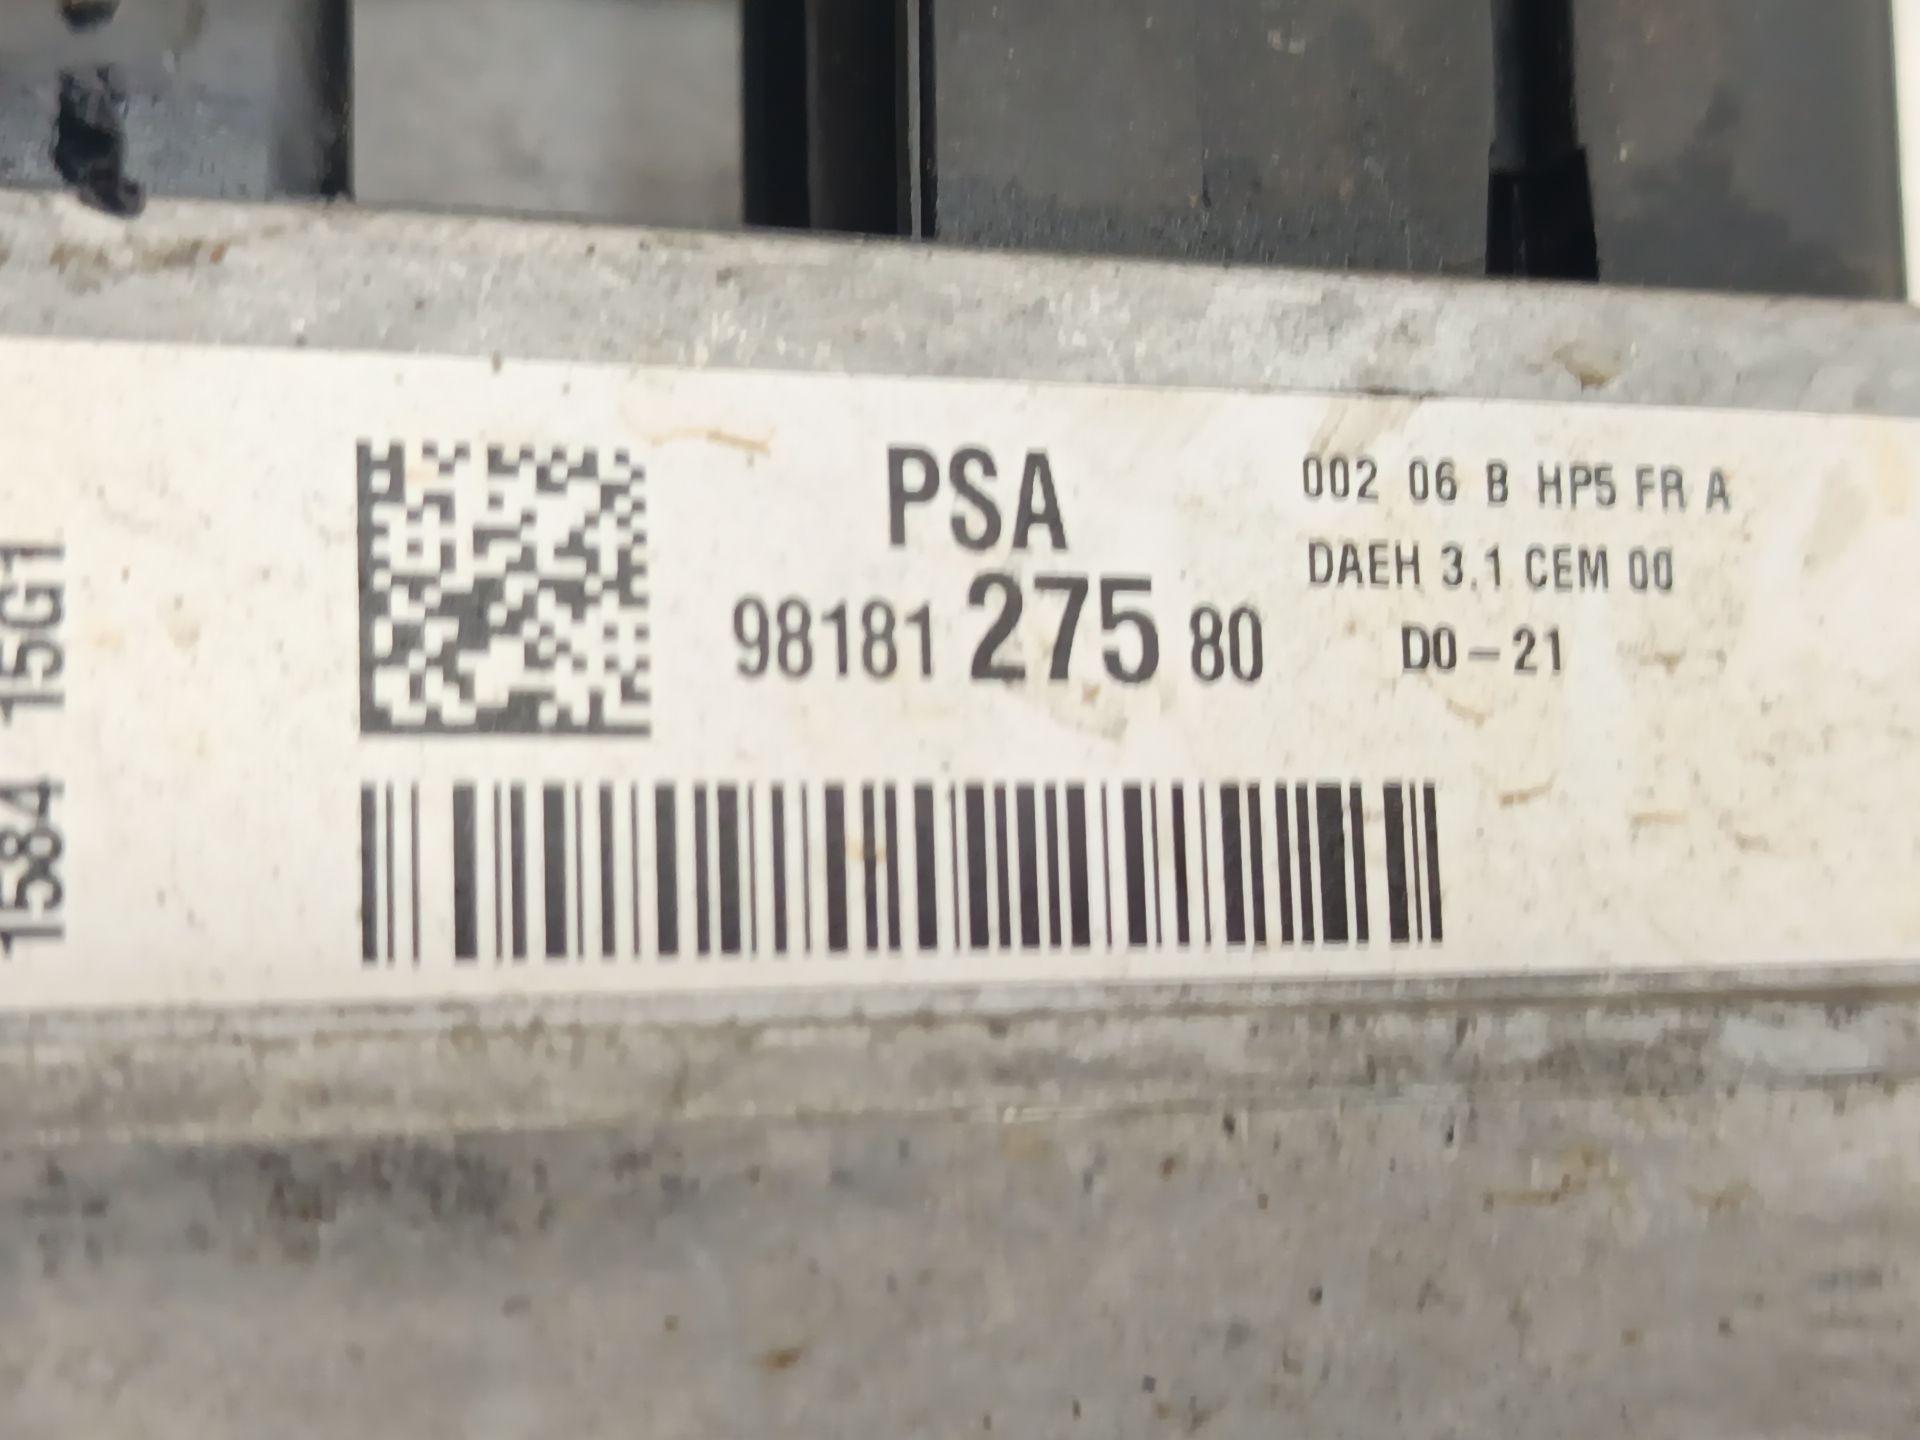 PSA
98181 275 80
002 06 B HP5 FR A
DAEH 3.1 CEM 00
D0-21
1584 15G1